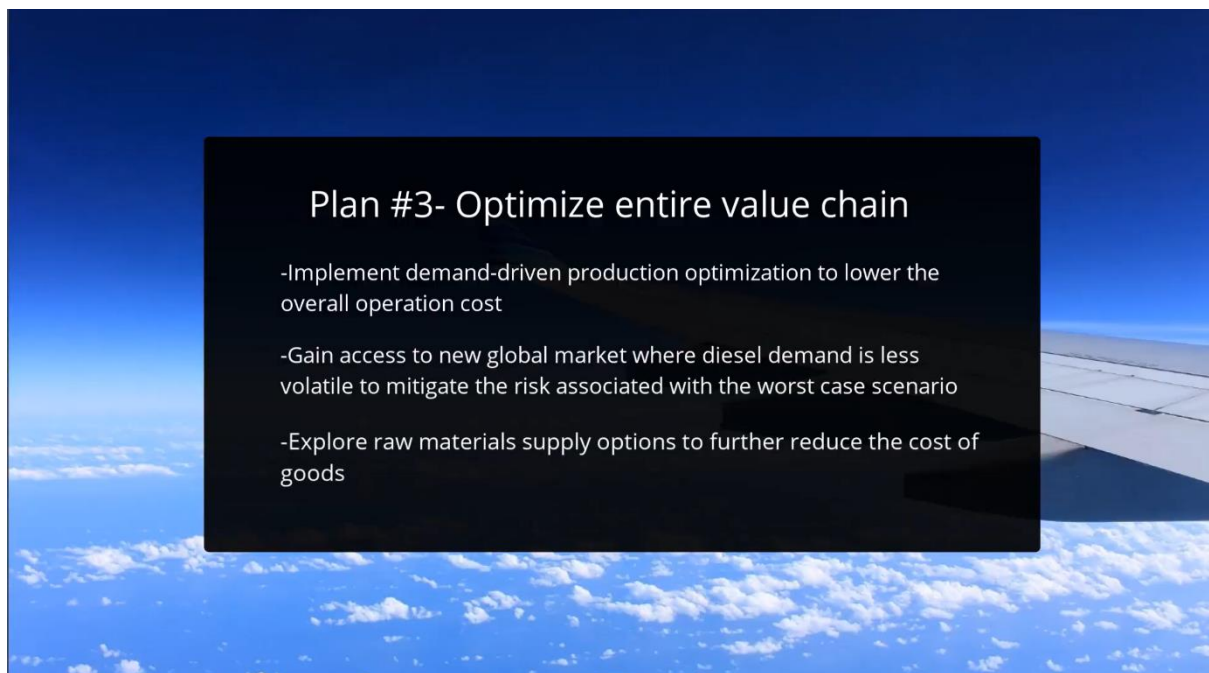 Plan #3- Optimize entire value chain
-Implement demand-driven production optimization to lower the
overall operation cost
-Gain access to new global market where diesel demand is less
volatile to mitigate the risk associated with the worst case scenario
-Explore raw materials supply options to further reduce the cost of
goods